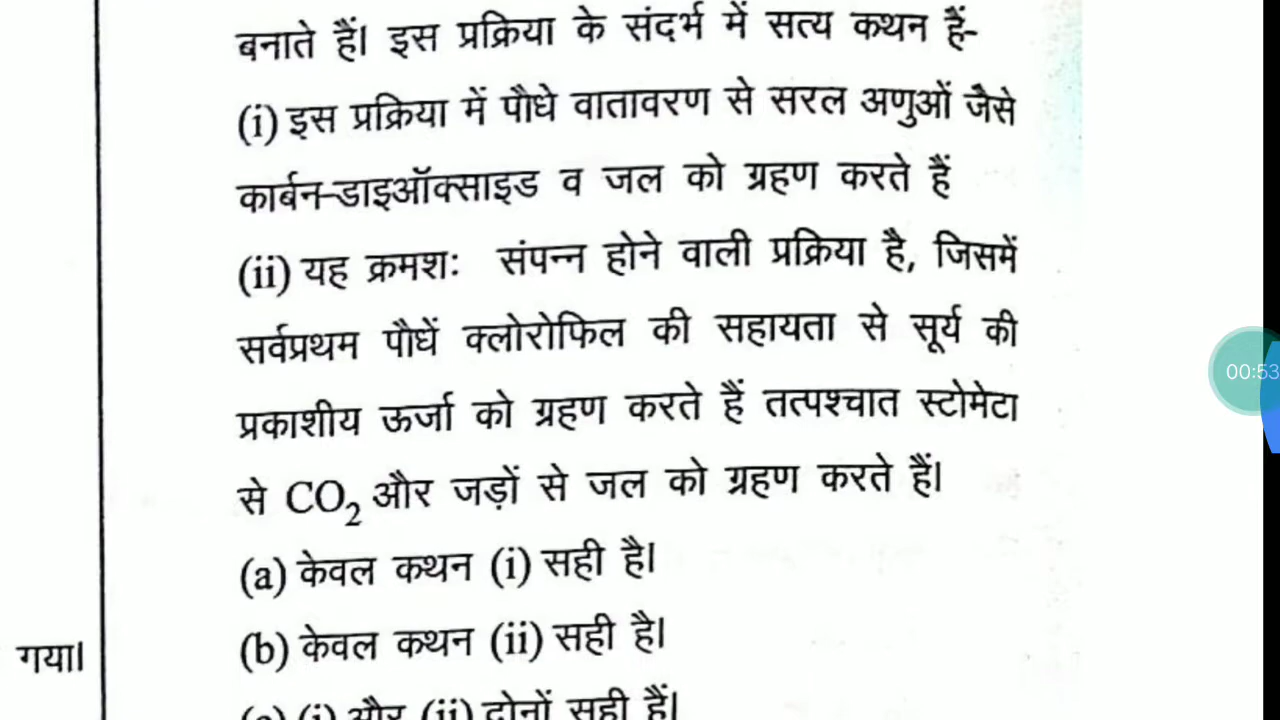 बनाते हैं। इस प्रक्रिया के संदर्भ में सत्य कथन हैं-
(i) इस प्रक्रिया में पौधे वातावरण से सरल अणुओं जैसे
कार्बन-डाइऑक्साइड व जल को ग्रहण करते हैं
(ii) यह क्रमशः संपन्न होने वाली प्रक्रिया है, जिसमें
सर्वप्रथम पौधें क्लोरोफिल की सहायता से सूर्य की
प्रकाशीय ऊर्जा को ग्रहण करते हैं तत्पश्चात स्टोमेटा
से CO₂ और जड़ों से जल को ग्रहण करते हैं।
(a) केवल कथन (i) सही है।
(b) केवल कथन (ii) सही है।
(c) (i) और (ii) दोनों सही हैं।
गया।
00:53